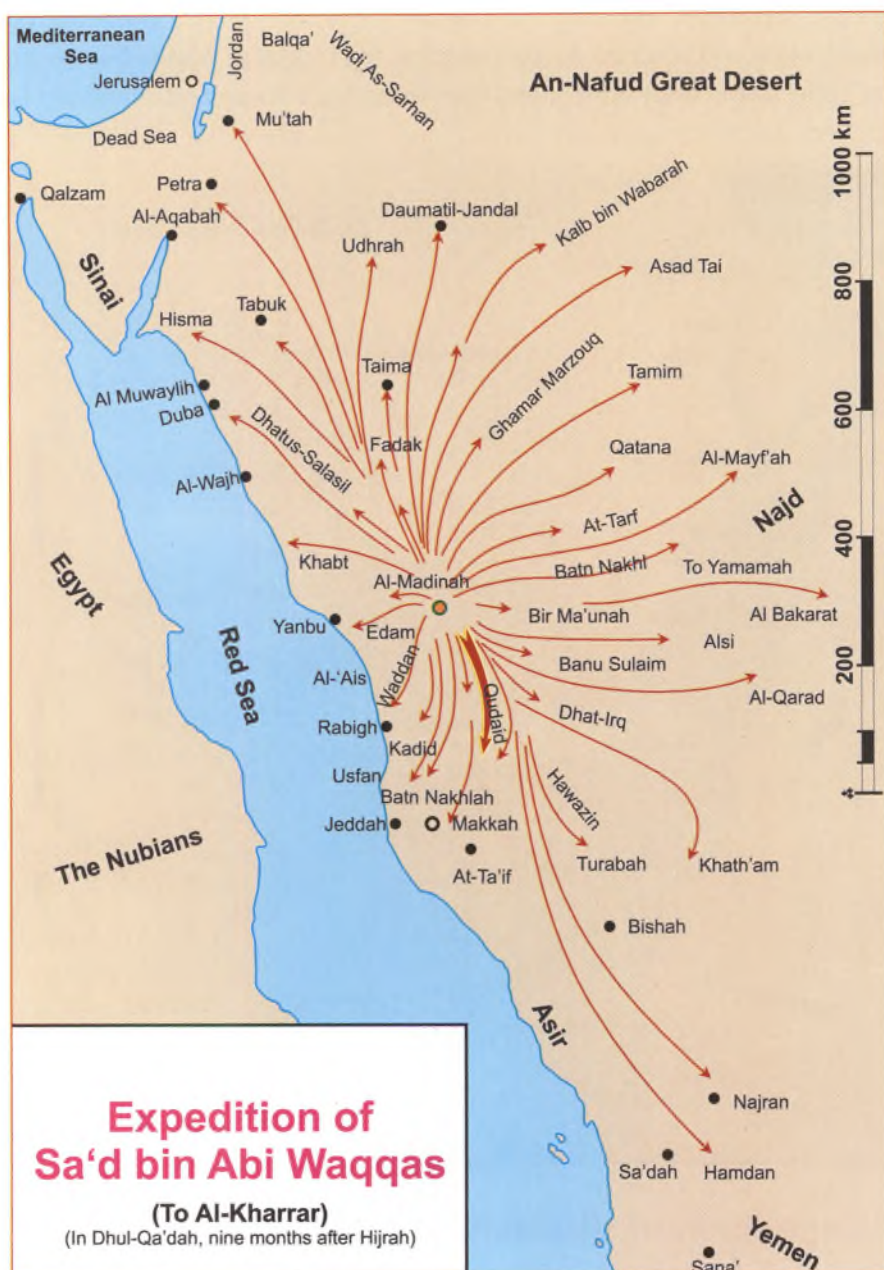 Mediterranean
Sea
Jordan
Balqa’
Wadi As-Sarhan
An-Nafud Great Desert
Jerusalem
Dead Sea
Mu’tah
1000 km
Qalzam
Petra
Al-Aqabah
Daumatil-Jandal
Kalb bin Wabarah
Udhrah
Asad Tai
Sinai
800
Tabuk
Hisma
Taima
Tamim
Al Muwaylih
Duba
Ghamar Marzouq
600
Dhatus-Salasil
Fadak
Qatana
Al-Mayf’ah
Al-Wajh
Najd
At-Tarf
400
Egypt
Khabt
Batn Nakhl
To Yamamah
Al-Madinah
Yanbu
Edam
Bir Ma’unah
Al Bakarat
Red Sea
Waddan
Alsi
Al-‘Ais
Banu Sulaim
200
Qudaid
Al-Qarad
Dhat-Irq
Rabigh
Kadid
Usfan
Hawazin
Batn Nakhlah
Jeddah
Makkah
The Nubians
At-Ta’if
Turabah
Khath’am
Bishah
Asir
Najran
Sa’dah
Hamdan
Yemen
Sana’
Expedition of
Sa‘d bin Abi Waqqas
(To Al-Kharrar)
(In Dhul-Qa’dah, nine months after Hijrah)